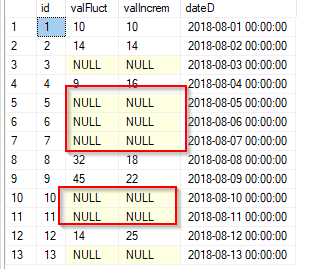 id valFluct valIncrem dateD
1 1 10 10 2018-08-01 00:00:00
2 2 14 14 2018-08-02 00:00:00
3 3 NULL NULL 2018-08-03 00:00:00
4 4 9 16 2018-08-04 00:00:00
5 5 NULL NULL 2018-08-05 00:00:00
6 6 NULL NULL 2018-08-06 00:00:00
7 7 NULL NULL 2018-08-07 00:00:00
8 8 32 18 2018-08-08 00:00:00
9 9 45 22 2018-08-09 00:00:00
10 10 NULL NULL 2018-08-10 00:00:00
11 11 NULL NULL 2018-08-11 00:00:00
12 12 14 25 2018-08-12 00:00:00
13 13 NULL NULL 2018-08-13 00:00:00